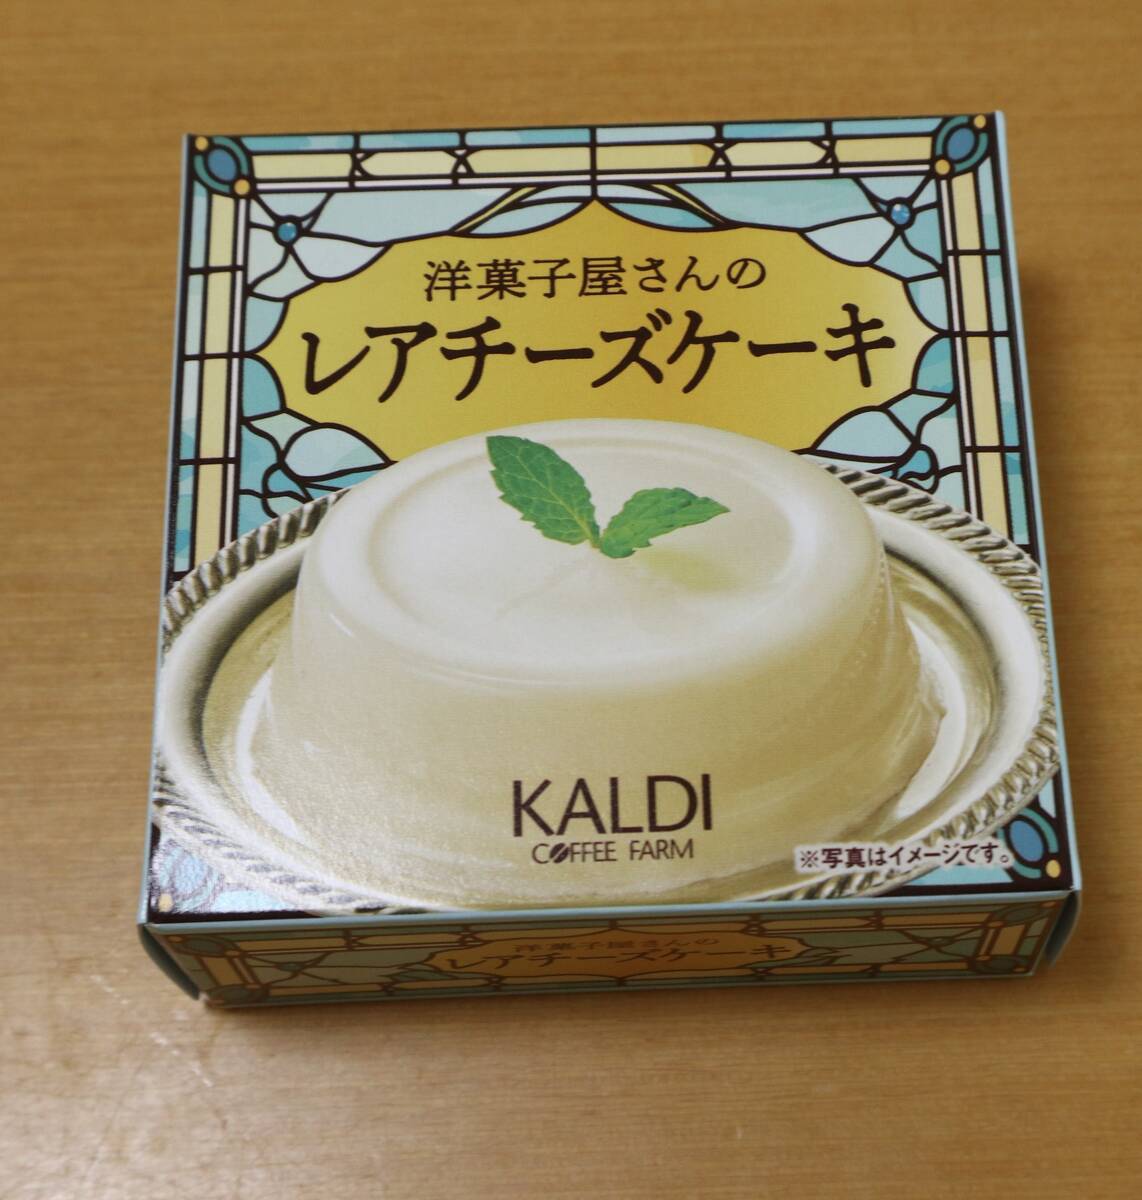 洋菓子屋さんの
レアチーズケーキ
KALDI
COFFEE FARM
※写真はイメージです。
洋菓子屋さんの
レアチーズケーキ